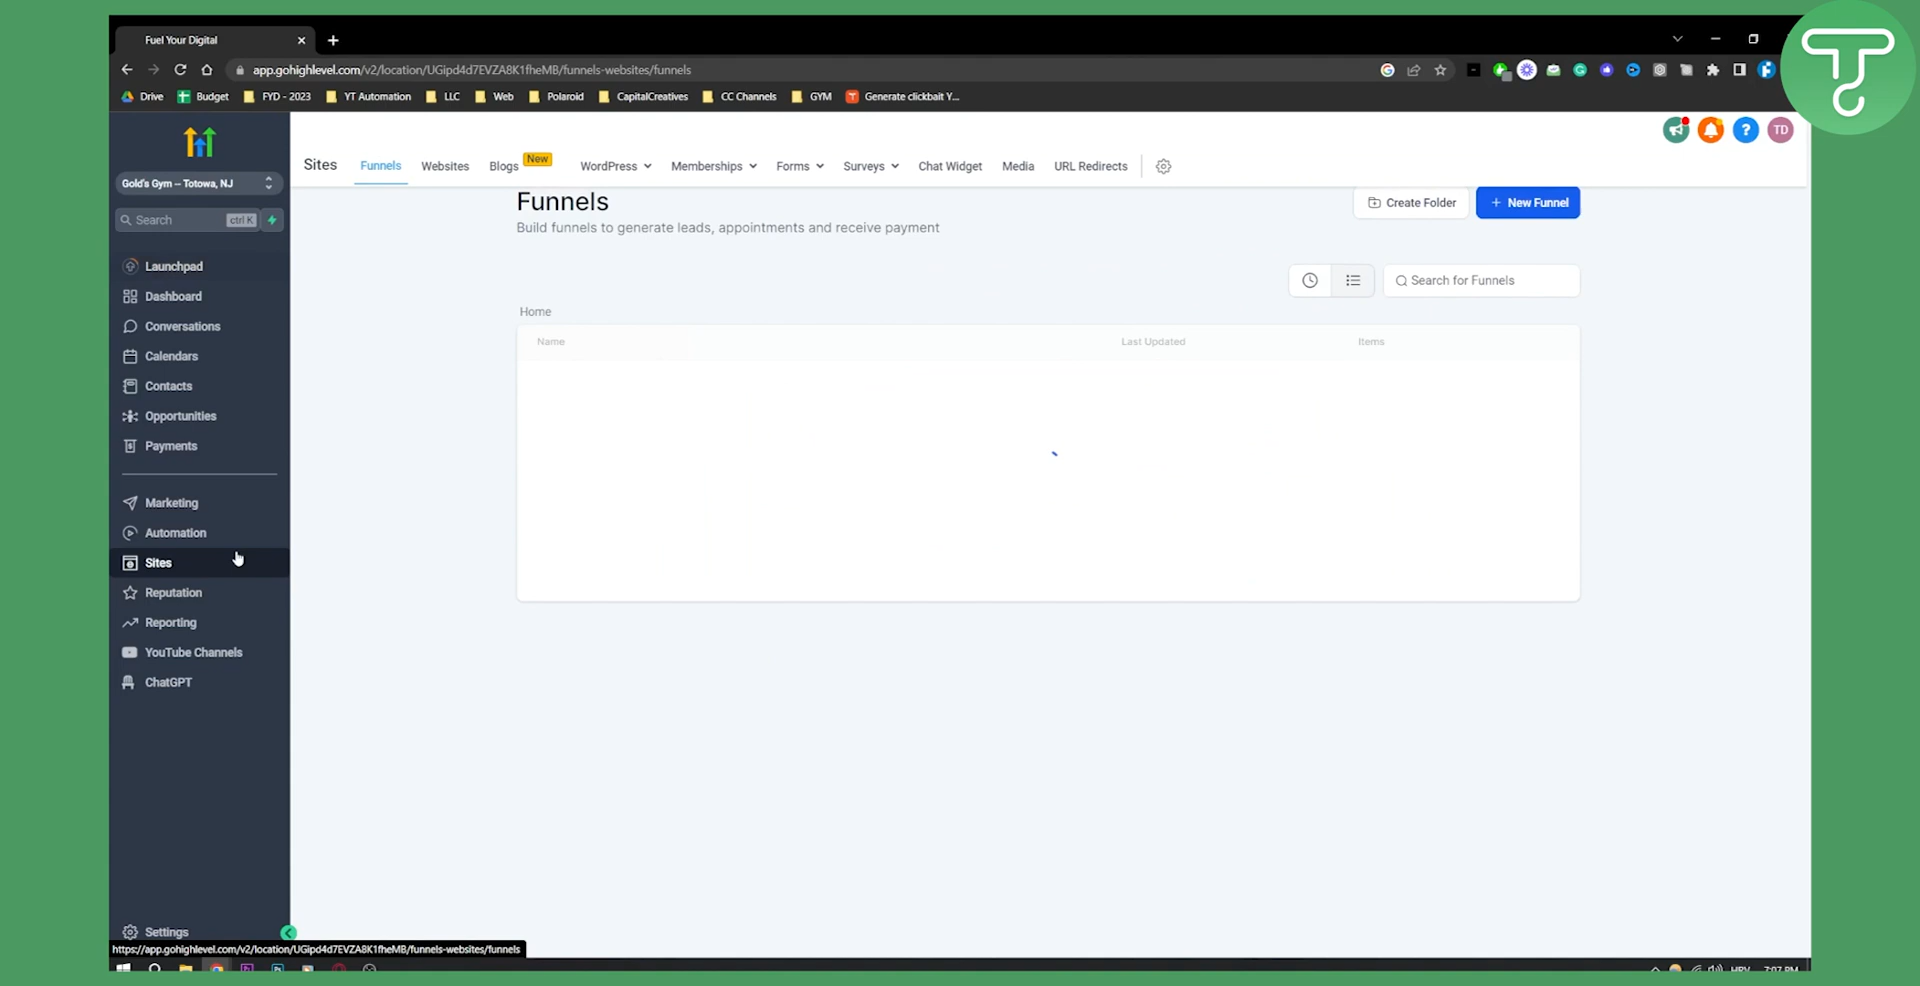 Fuel Your Digital
app.gohighlevel.com/v2/location/UGipd4d7EVZA8K1fheMB/funnels-websites/funnels
Drive Budget FYD - 2023 YT Automation LLC Web Polaroid CapitalCreatives CC Channels GYM Generate clickbait Y...
TD
Sites Funnels Websites Blogs New WordPress Memberships Forms Surveys Chat Widget Media URL Redirects
Gold's Gym – Totowa, NJ
Search ctrl K
Launchpad
Dashboard
Conversations
Calendars
Contacts
Opportunities
Payments
Marketing
Automation
Sites
Reputation
Reporting
YouTube Channels
ChatGPT
Settings
Funnels
Create Folder
+ New Funnel
Build funnels to generate leads, appointments and receive payment
Search for Funnels
Home
Name Last Updated Items
https://app.gohighlevel.com/v2/location/UGipd4d7EVZA8K1fheMB/funnels-websites/funnels
HRV 7:07 PM